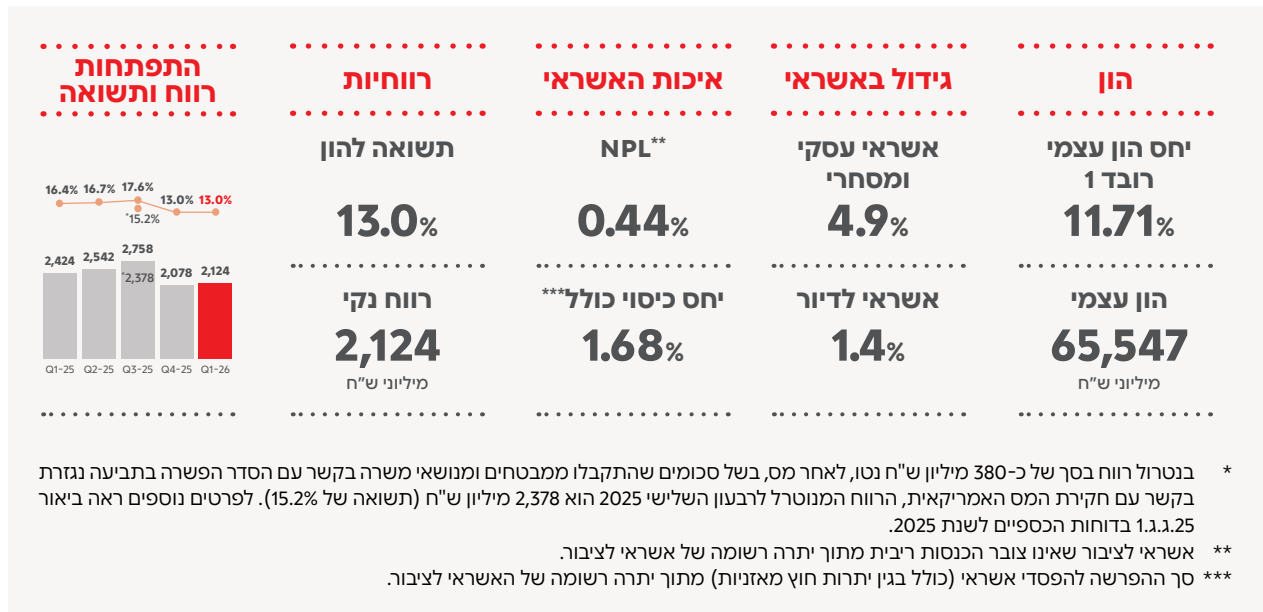 הון
יחס הון עצמי
רובד 1
11.71%
הון עצמי
65,547
מיליוני ש"ח
גידול באשראי
אשראי עסקי
ומסחרי
4.9%
אשראי לדיור
1.4%
איכות האשראי
NPL**
0.44%
יחס כיסוי כולל***
1.68%
רווחיות
תשואה להון
13.0%
רווח נקי
2,124
מיליוני ש"ח
התפתחות
רווח ותשואה
16.4% 16.7% 17.6% 13.0% 13.0%
*15.2%
2,424 2,542 2,758 2,078 2,124
*2,378
Q1-25 Q2-25 Q3-25 Q4-25 Q1-26
* בנטרול רווח בסך של כ-380 מיליון ש"ח נטו, לאחר מס, בשל סכומים שהתקבלו ממבטחים ומנושאי משרה בקשר עם הסדר הפשרה בתביעה נגזרת
בקשר עם חקירת המס האמריקאית, הרווח המנוטרל לרבעון השלישי 2025 הוא 2,378 מיליון ש"ח (תשואה של 15.2%). לפרטים נוספים ראה ביאור
25.ג.ג.1 בדוחות הכספיים לשנת 2025.
** אשראי לציבור שאינו צובר הכנסות ריבית מתוך יתרה רשומה של אשראי לציבור.
*** סך ההפרשה להפסדי אשראי (כולל בגין יתרות חוץ מאזניות) מתוך יתרה רשומה של האשראי לציבור.